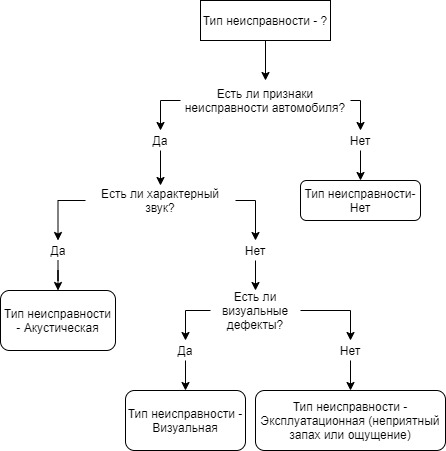 Тип неисправности - ?
Есть ли признаки
неисправности автомобиля?
Да
Нет
Есть ли характерный
звук?
Тип неисправности-
Нет
Да
Нет
Тип неисправности
- Акустическая
Есть ли
визуальные
дефекты?
Да
Нет
Тип неисправности -
Визуальная
Тип неисправности -
Эксплуатационная (неприятный
запах или ощущение)